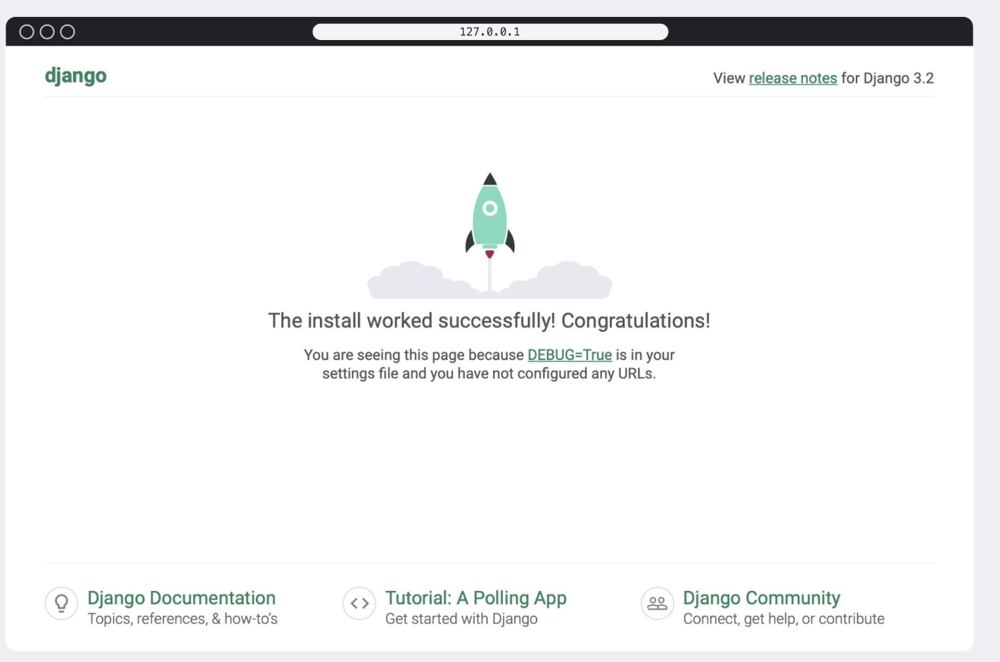 127.0.0.1
django
View release notes for Django 3.2
The install worked successfully! Congratulations!
You are seeing this page because DEBUG=True is in your
settings file and you have not configured any URLs.
Django Documentation
Topics, references, & how-to's
Tutorial: A Polling App
Get started with Django
Django Community
Connect, get help, or contribute